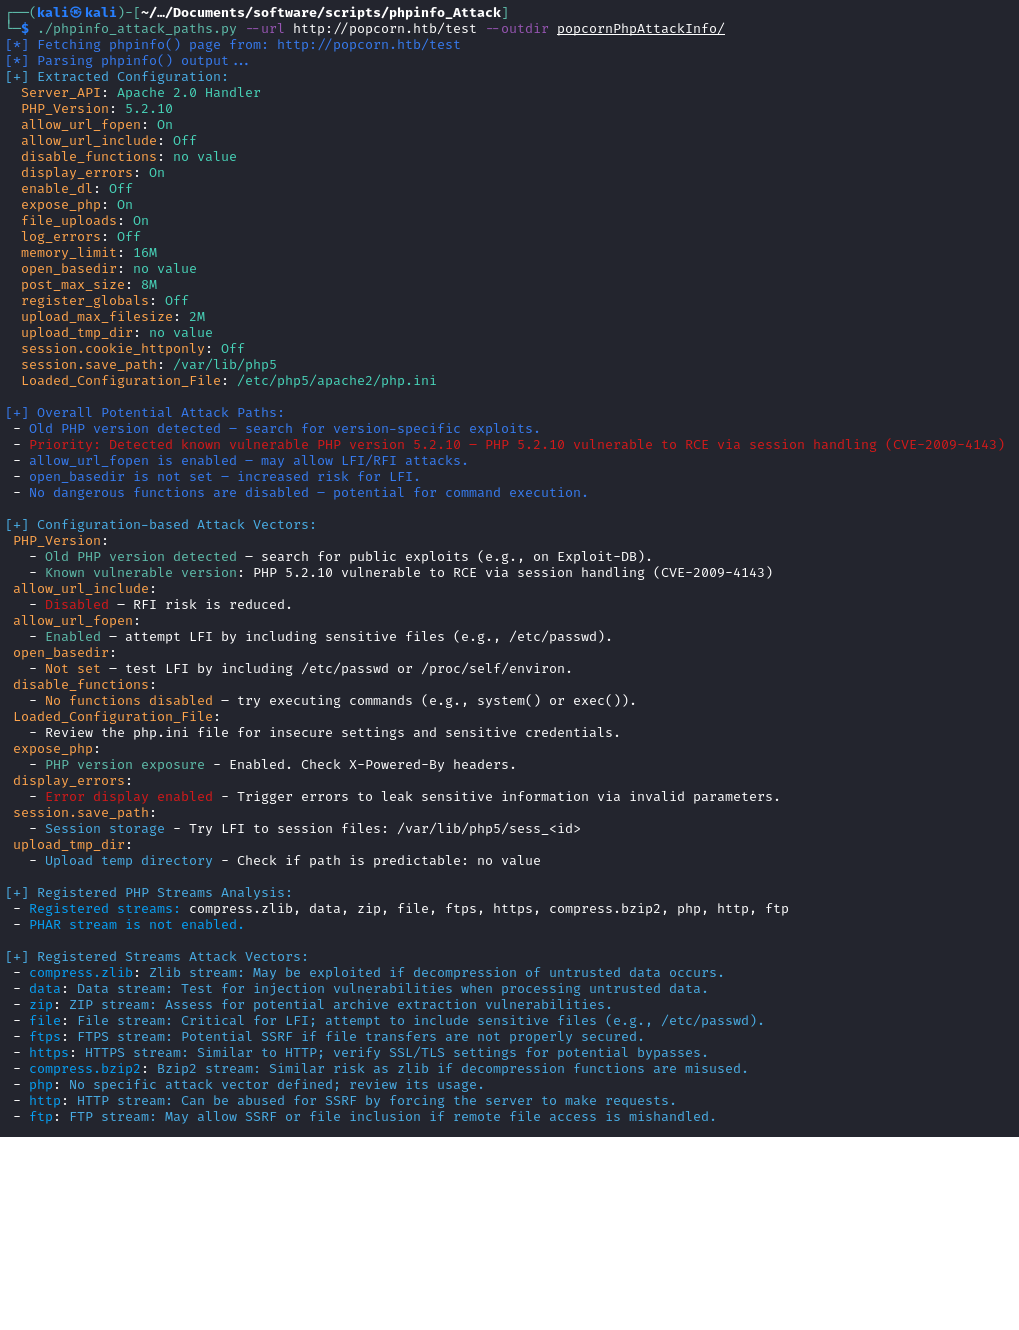 ┌──(kali㉿kali)-[~/…/Documents/software/scripts/phpinfo_Attack]
└─$ ./phpinfo_attack_paths.py --url http://popcorn.htb/test --outdir popcornPhpAttackInfo/
[*] Fetching phpinfo() page from: http://popcorn.htb/test
[*] Parsing phpinfo() output...
[+] Extracted Configuration:
  Server_API: Apache 2.0 Handler
  PHP_Version: 5.2.10
  allow_url_fopen: On
  allow_url_include: Off
  disable_functions: no value
  display_errors: On
  enable_dl: Off
  expose_php: On
  file_uploads: On
  log_errors: Off
  memory_limit: 16M
  open_basedir: no value
  post_max_size: 8M
  register_globals: Off
  upload_max_filesize: 2M
  upload_tmp_dir: no value
  session.cookie_httponly: Off
  session.save_path: /var/lib/php5
  Loaded_Configuration_File: /etc/php5/apache2/php.ini

[+] Overall Potential Attack Paths:
 - Old PHP version detected – search for version-specific exploits.
 - Priority: Detected known vulnerable PHP version 5.2.10 – PHP 5.2.10 vulnerable to RCE via session handling (CVE-2009-4143)
 - allow_url_fopen is enabled – may allow LFI/RFI attacks.
 - open_basedir is not set – increased risk for LFI.
 - No dangerous functions are disabled – potential for command execution.

[+] Configuration-based Attack Vectors:
 PHP_Version:
   - Old PHP version detected – search for public exploits (e.g., on Exploit-DB).
   - Known vulnerable version: PHP 5.2.10 vulnerable to RCE via session handling (CVE-2009-4143)
 allow_url_include:
   - Disabled – RFI risk is reduced.
 allow_url_fopen:
   - Enabled – attempt LFI by including sensitive files (e.g., /etc/passwd).
 open_basedir:
   - Not set – test LFI by including /etc/passwd or /proc/self/environ.
 disable_functions:
   - No functions disabled – try executing commands (e.g., system() or exec()).
 Loaded_Configuration_File:
   - Review the php.ini file for insecure settings and sensitive credentials.
 expose_php:
   - PHP version exposure - Enabled. Check X-Powered-By headers.
 display_errors:
   - Error display enabled - Trigger errors to leak sensitive information via invalid parameters.
 session.save_path:
   - Session storage - Try LFI to session files: /var/lib/php5/sess_<id>
 upload_tmp_dir:
   - Upload temp directory - Check if path is predictable: no value

[+] Registered PHP Streams Analysis:
 - Registered streams: compress.zlib, data, zip, file, ftps, https, compress.bzip2, php, http, ftp
 - PHAR stream is not enabled.

[+] Registered Streams Attack Vectors:
 - compress.zlib: Zlib stream: May be exploited if decompression of untrusted data occurs.
 - data: Data stream: Test for injection vulnerabilities when processing untrusted data.
 - zip: ZIP stream: Assess for potential archive extraction vulnerabilities.
 - file: File stream: Critical for LFI; attempt to include sensitive files (e.g., /etc/passwd).
 - ftps: FTPS stream: Potential SSRF if file transfers are not properly secured.
 - https: HTTPS stream: Similar to HTTP; verify SSL/TLS settings for potential bypasses.
 - compress.bzip2: Bzip2 stream: Similar risk as zlib if decompression functions are misused.
 - php: No specific attack vector defined; review its usage.
 - http: HTTP stream: Can be abused for SSRF by forcing the server to make requests.
 - ftp: FTP stream: May allow SSRF or file inclusion if remote file access is mishandled.